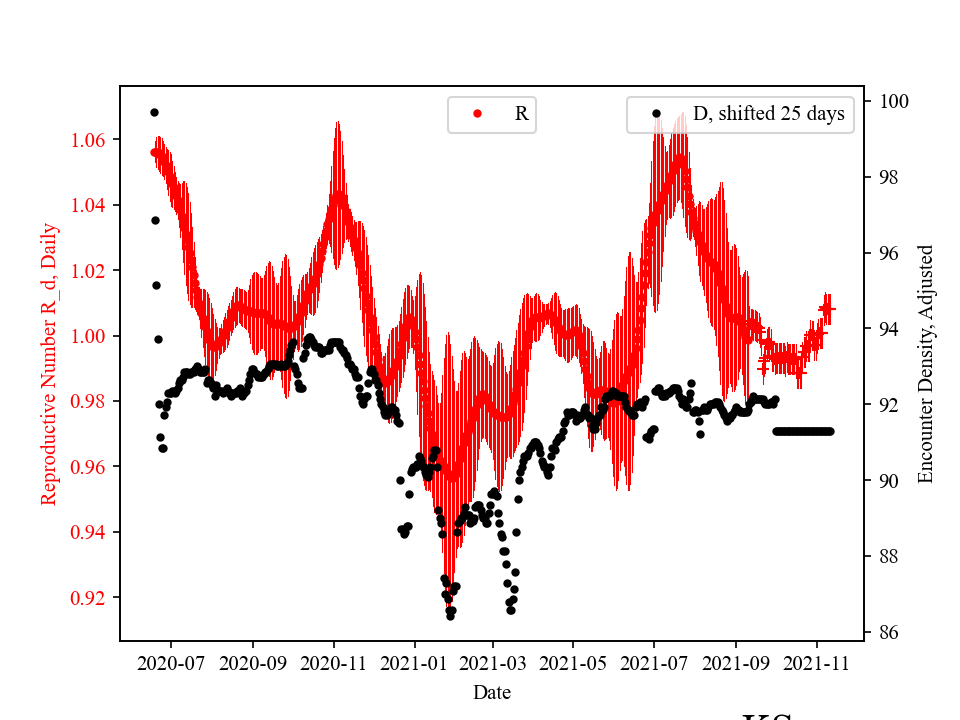 R
D, shifted 25 days
Reproductive Number R_d, Daily
1.06
1.04
1.02
1.00
0.98
0.96
0.94
0.92
100
98
96
94
92
90
88
86
Encounter Density, Adjusted
2020-07 2020-09 2020-11 2021-01 2021-03 2021-05 2021-07 2021-09 2021-11
Date
KS